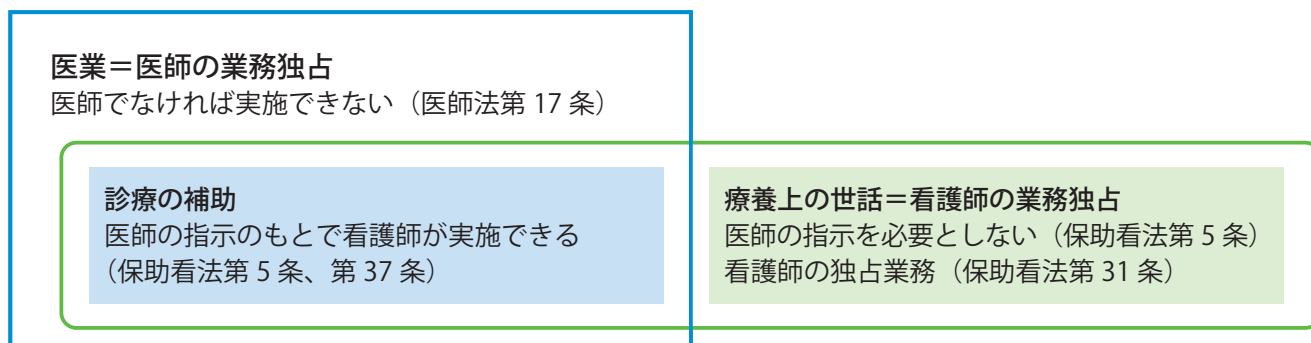 医業＝医師の業務独占
医師でなければ実施できない（医師法第 17 条）
診療の補助
医師の指示のもとで看護師が実施できる
（保助看法第 5 条、第 37 条）
療養上の世話＝看護師の業務独占
医師の指示を必要としない（保助看法第 5 条）
看護師の独占業務（保助看法第 31 条）